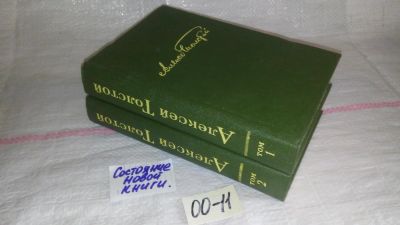 Алексей Толстой
ТОМ 1
Алексей Толстой
ТОМ 2
Состояние
новой
книги.
00-11